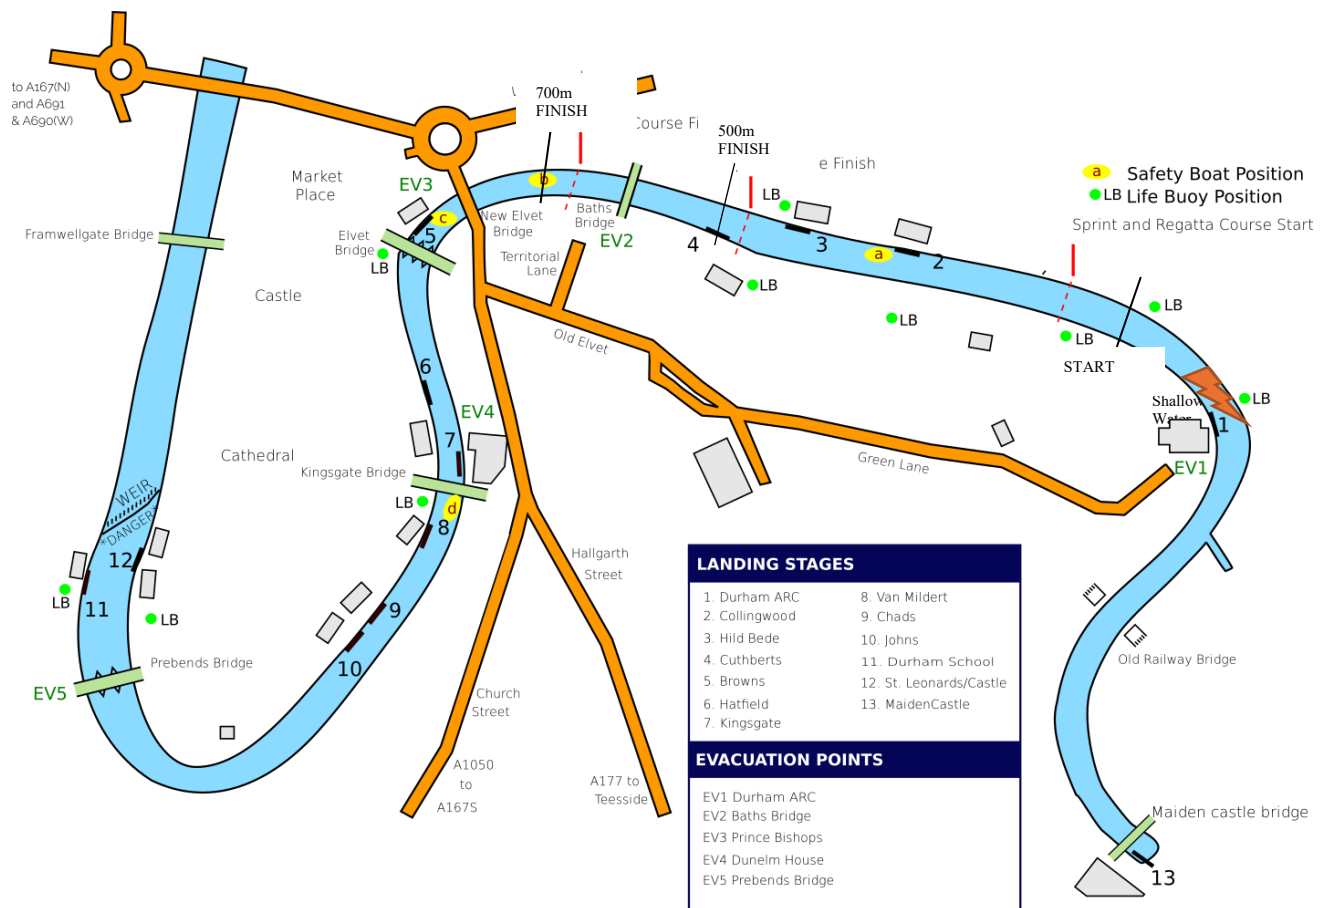 to A167(N)
and A691
& A690(W)
700m
FINISH
Course Fi
500m
FINISH
e Finish
a Safety Boat Position
LB Life Buoy Position
Sprint and Regatta Course Start
Market
Place
EV3
LB
b
c
5
New Elvet
Bridge
Baths
Bridge
EV2
4
3
2
a
Framwellgate Bridge
Elvet
Bridge
LB
Territorial
Lane
Castle
LB
LB
LB
LB
Old Elvet
START
6
Shallow
Water
LB
1
EV4
7
Cathedral
Kingsgate Bridge
Green Lane
EV1
WEIR
*DANGER*
LB
d
8
12
Hallgarth
Street
11
LB
LB
9
10
Prebends Bridge
EV5
Old Railway Bridge
Church
Street
A1050
to
A167S
A177 to
Teesside
LANDING STAGES
1. Durham ARC
2. Collingwood
3. Hild Bede
4. Cuthberts
5. Browns
6. Hatfield
7. Kingsgate
8. Van Mildert
9. Chads
10. Johns
11. Durham School
12. St. Leonards/Castle
13. MaidenCastle
EVACUATION POINTS
EV1 Durham ARC
EV2 Baths Bridge
EV3 Prince Bishops
EV4 Dunelm House
EV5 Prebends Bridge
Maiden castle bridge
13